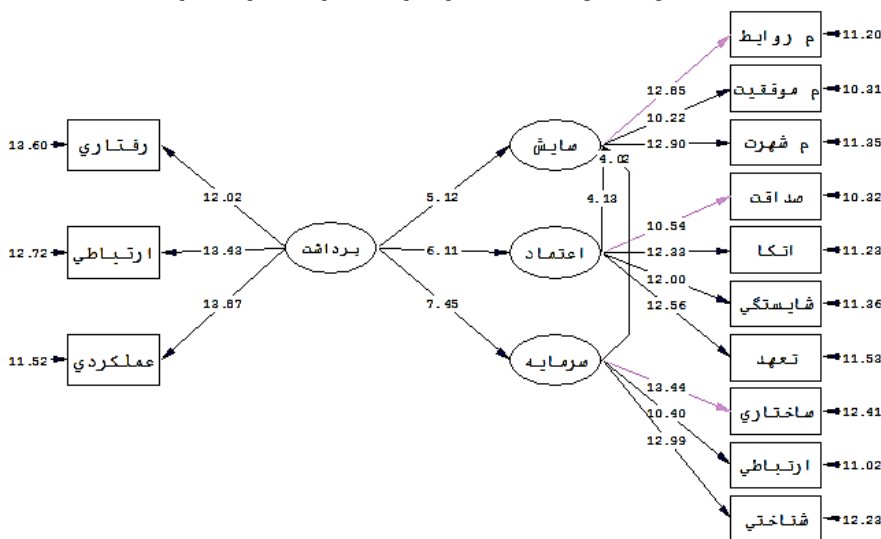 م روابط
11.20
12.85
م موفقيت
10.31
10.22
م شهرت
11.35
12.90
سايش
4.02
13.60
رفتاري
12.02
5.12
4.13
صداقت
10.32
10.54
12.72
ارتباطي
13.43
برداشت
6.11
اعتماد
12.33
اتكا
11.23
12.00
شايستگي
11.36
12.56
13.87
7.45
11.52
عملكردي
سرمايه
تعهد
11.53
13.44
ساختاري
12.41
10.40
12.99
ارتباطي
11.02
شناختي
12.23